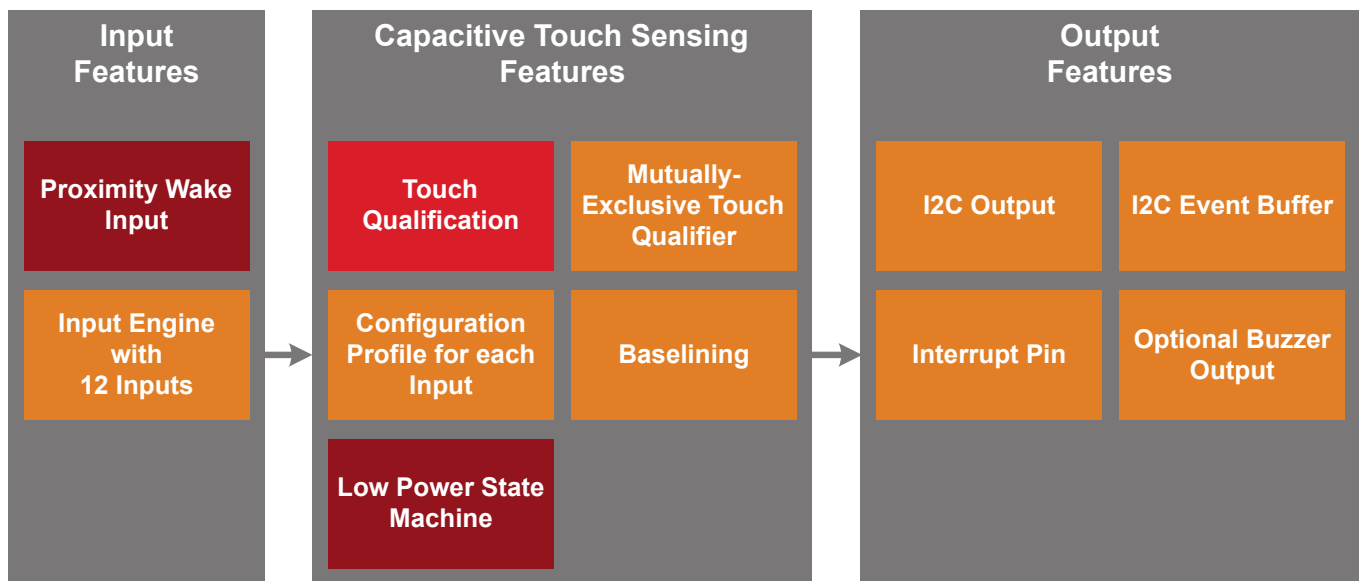 Input
Features
Proximity Wake
Input
Input Engine
with
12 Inputs
Capacitive Touch Sensing
Features
Touch
Qualification
Mutually-
Exclusive Touch
Qualifier
Configuration
Profile for each
Input
Baselining
Low Power State
Machine
Output
Features
I2C Output
I2C Event Buffer
Interrupt Pin
Optional Buzzer
Output